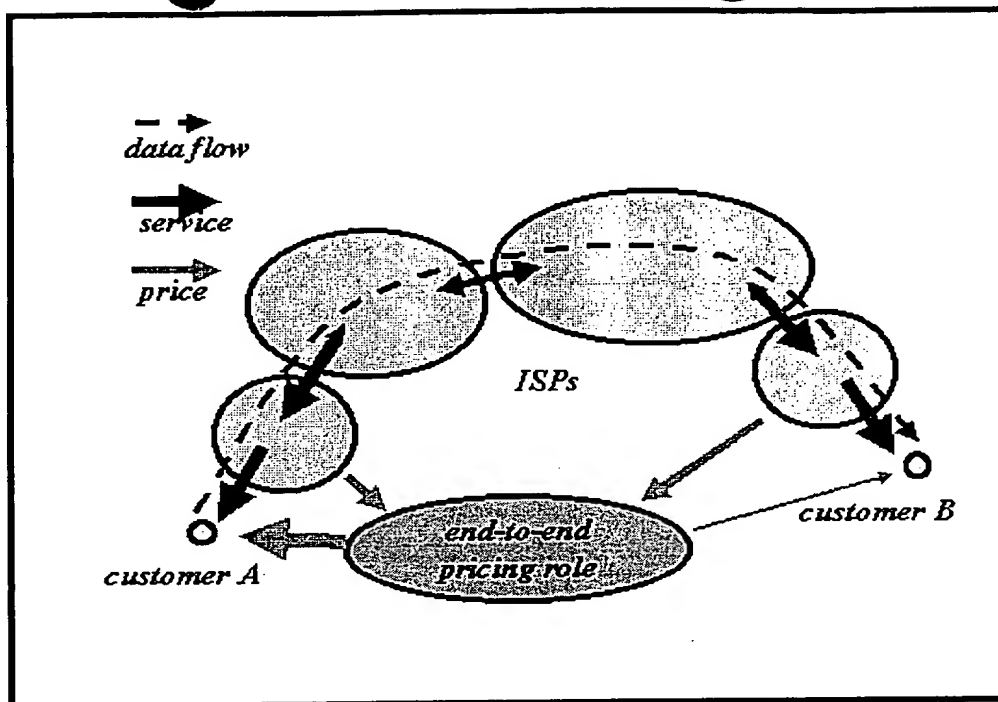 data flow
service
price
ISPs
end-to-end
pricing role
customer A
customer B